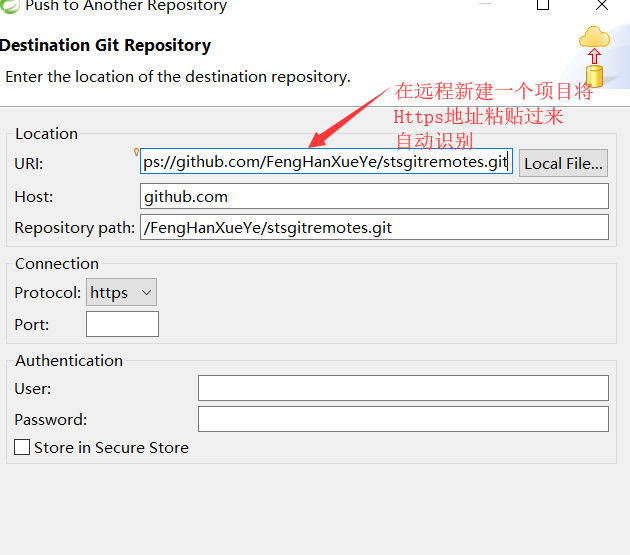 Push to Another Repository
Destination Git Repository
Enter the location of the destination repository.
在远程新建一个项目将
Https地址粘贴过来
自动识别
Location
URI: ps://github.com/FengHanXueYe/stsgitremotes.git Local File...
Host: github.com
Repository path: /FengHanXueYe/stsgitremotes.git
Connection
Protocol: https
Port:
Authentication
User:
Password:
Store in Secure Store